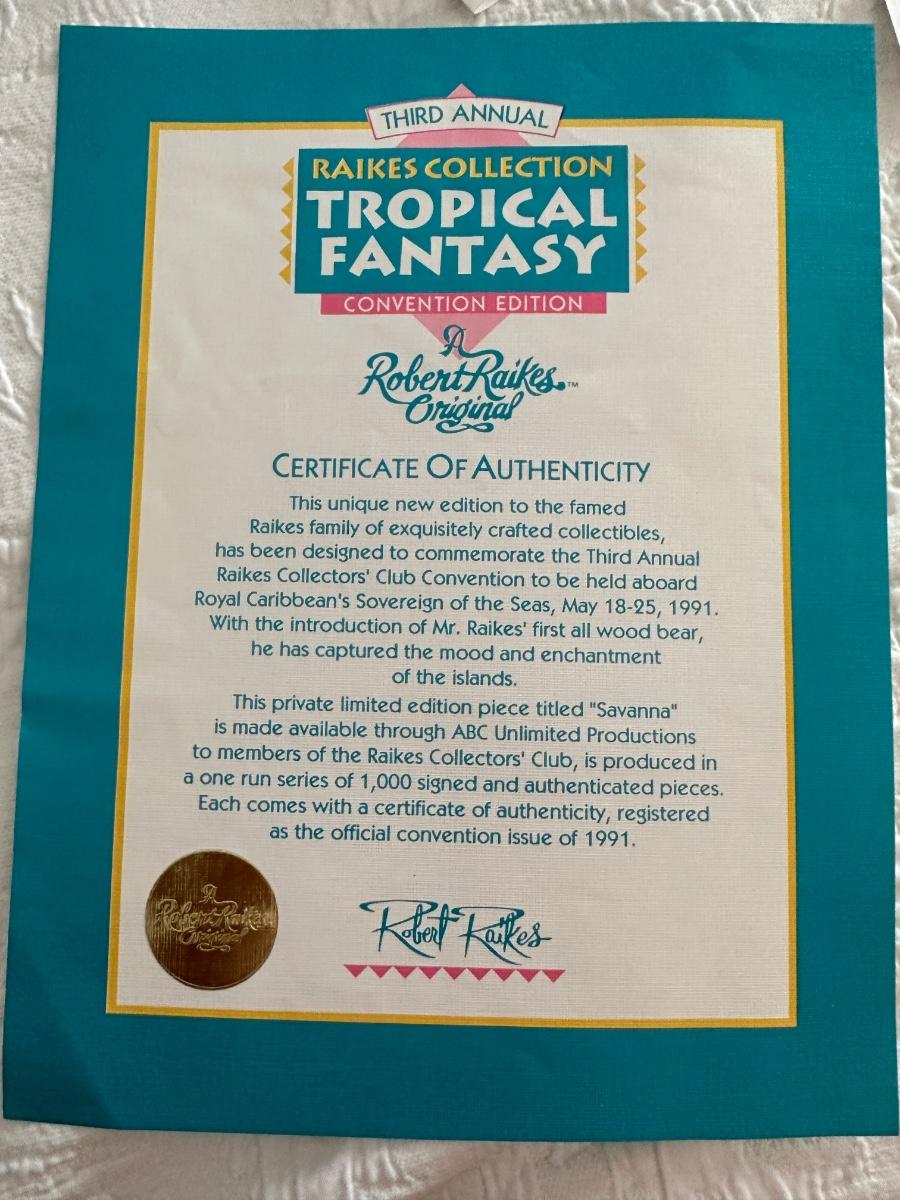 THIRD ANNUAL
RAIKES COLLECTION
TROPICAL
FANTASY
CONVENTION EDITION
A
Robert Raikes.™
Original
CERTIFICATE OF AUTHENTICITY
This unique new edition to the famed
Raikes family of exquisitely crafted collectibles,
has been designed to commemorate the Third Annual
Raikes Collectors' Club Convention to be held aboard
Royal Caribbean's Sovereign of the Seas, May 18-25, 1991.
With the introduction of Mr. Raikes' first all wood bear,
he has captured the mood and enchantment
of the islands.
This private limited edition piece titled "Savanna"
is made available through ABC Unlimited Productions
to members of the Raikes Collectors' Club, is produced in
a one run series of 1,000 signed and authenticated pieces.
Each comes with a certificate of authenticity, registered
as the official convention issue of 1991.
A
Robert Raikes
Original
Robert Raikes